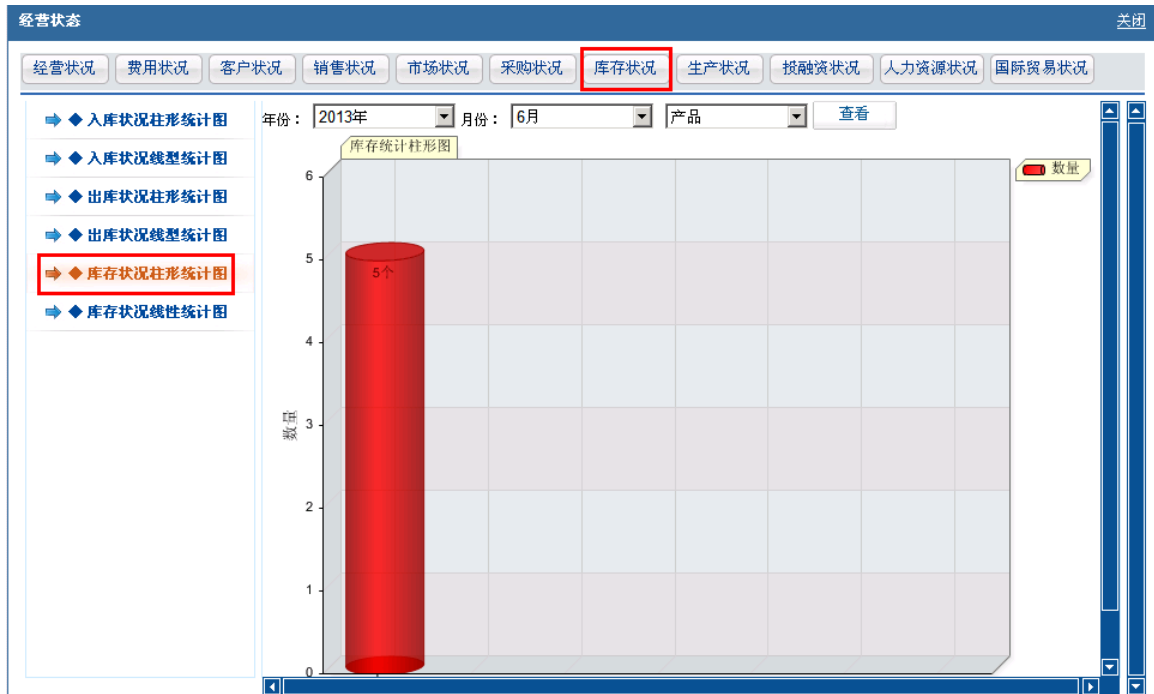 经营状态
关闭
经营状况 费用状况 客户状况 销售状况 市场状况 采购状况 库存状况 生产状况 投融资状况 人力资源状况 国际贸易状况
◆ 入库状况柱形统计图
◆ 入库状况线型统计图
◆ 出库状况柱形统计图
◆ 出库状况线型统计图
◆ 库存状况柱形统计图
◆ 库存状况线性统计图
年份： 2013年 月份： 6月 产品 查看
库存统计柱形图
数量
6
5
4
3
2
1
0
数量
5个